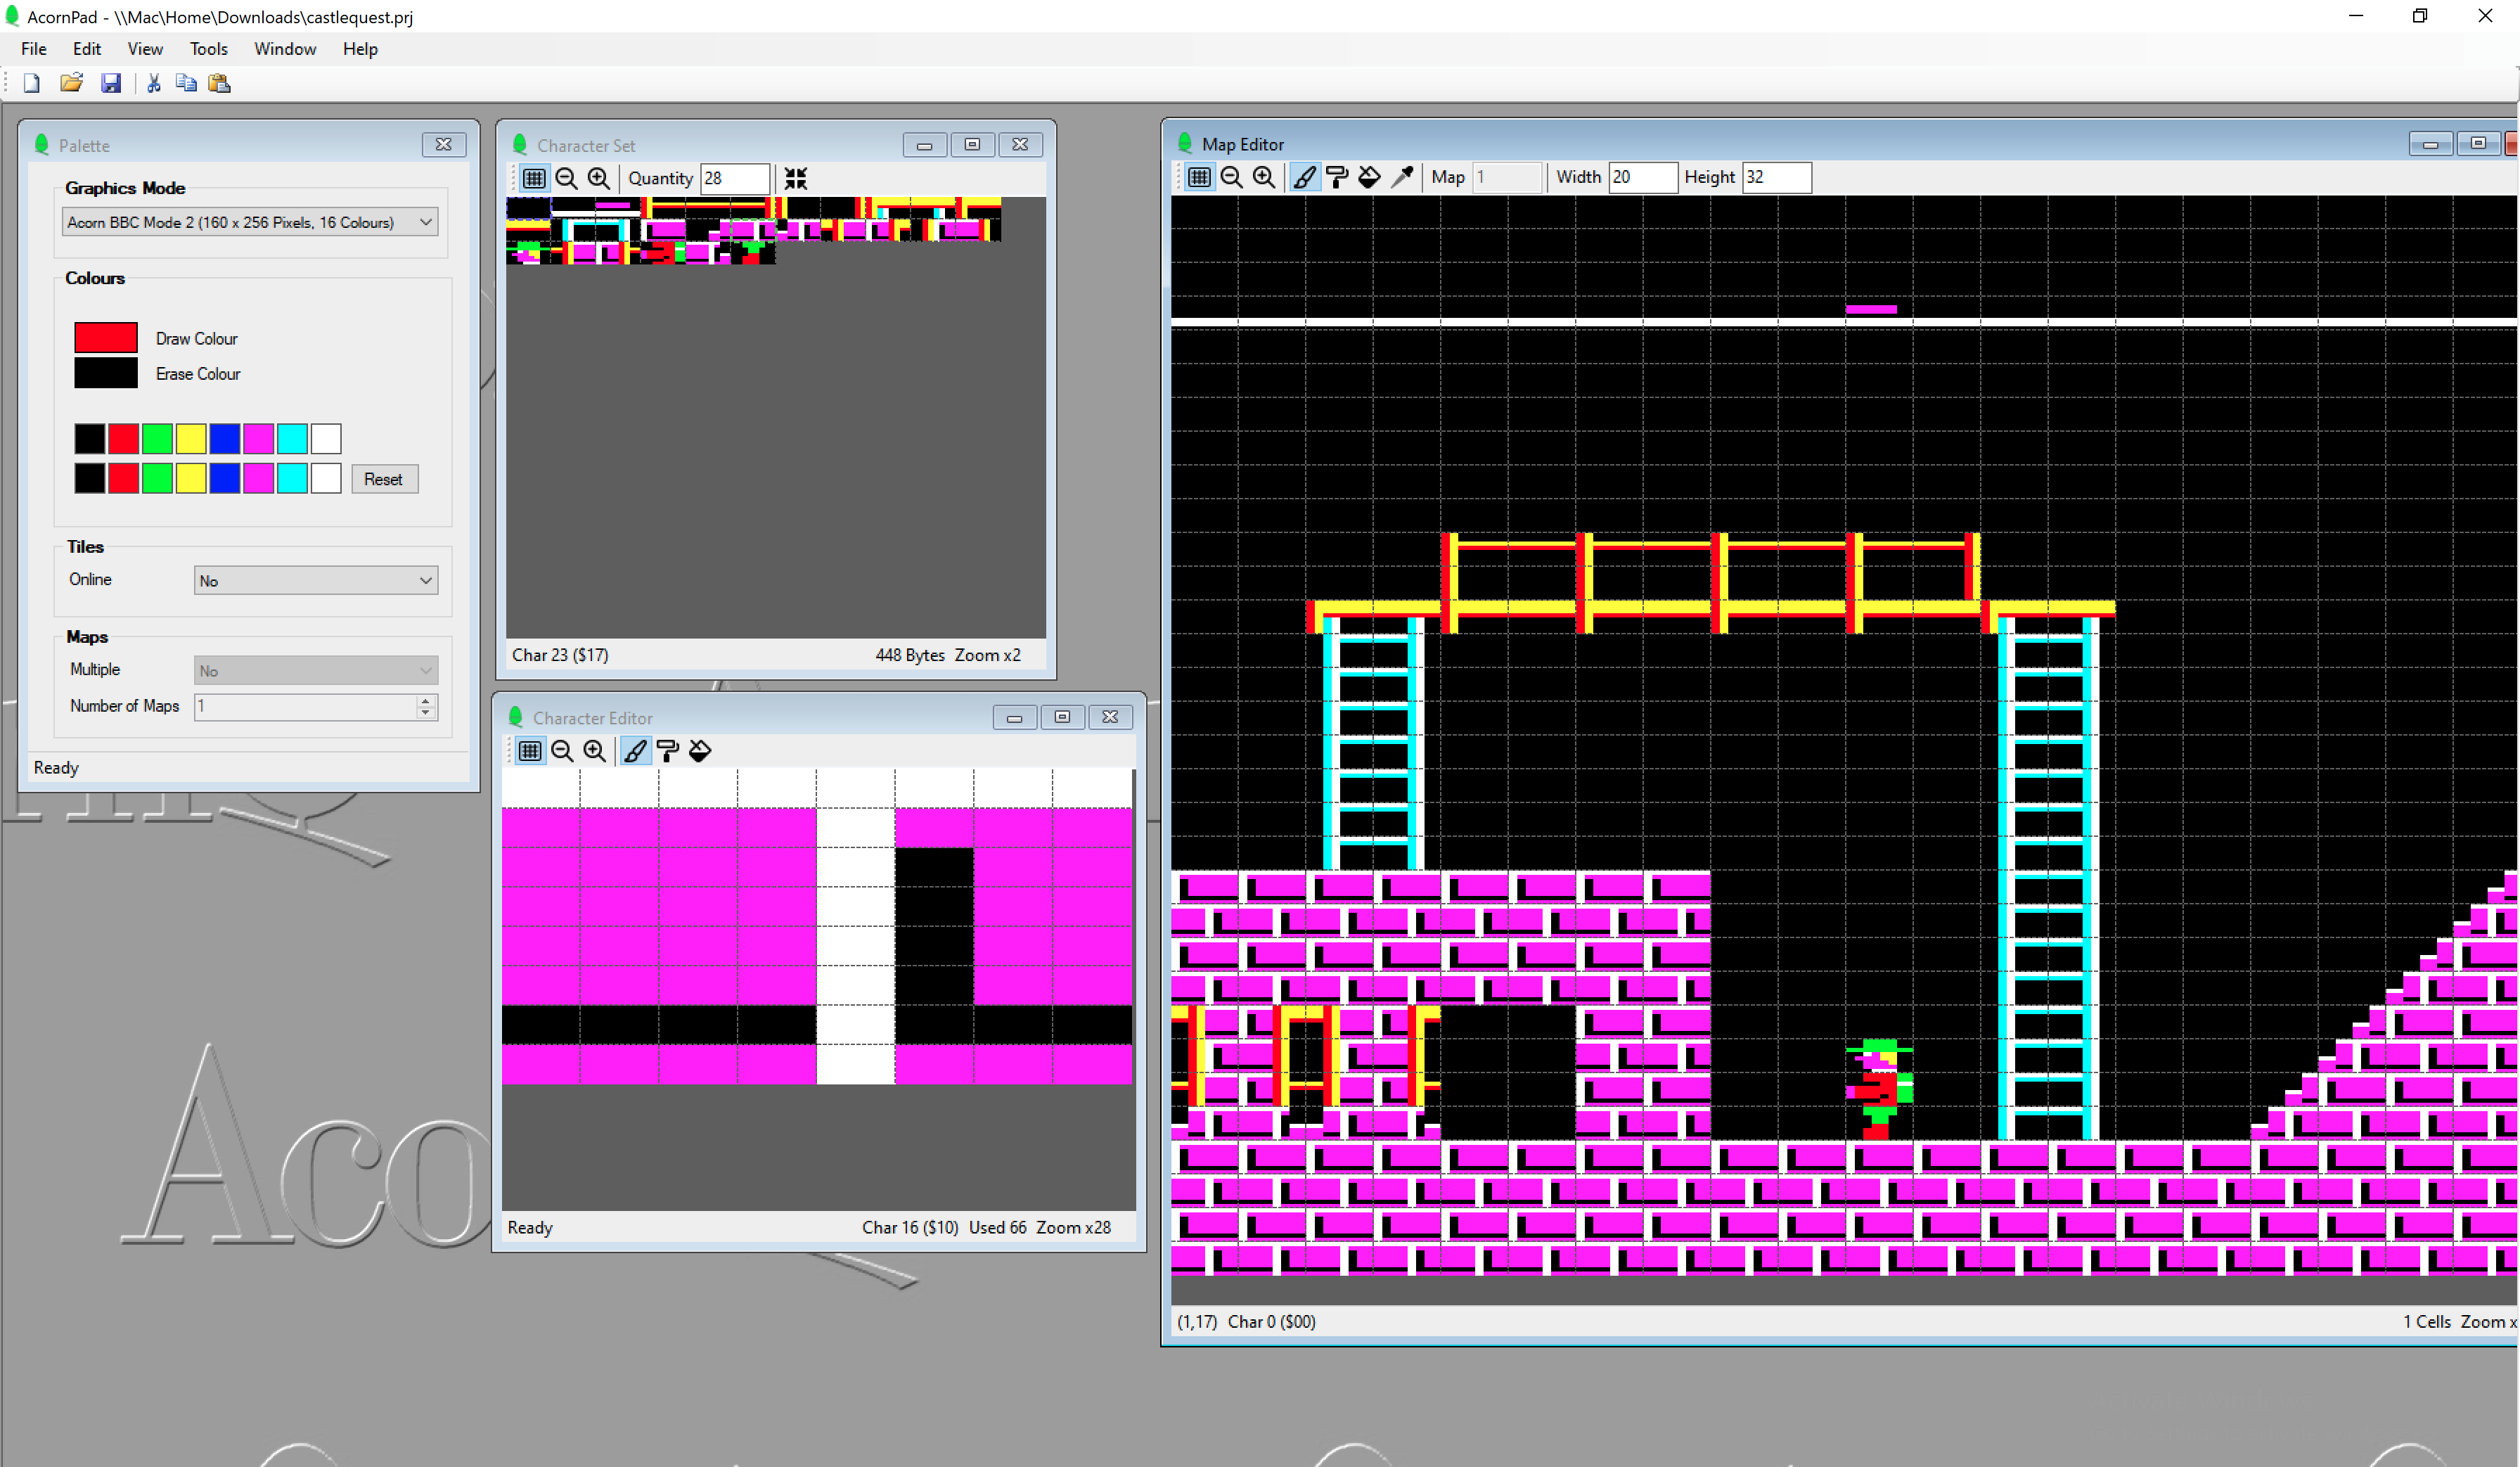 AcornPad - \\Mac\Home\Downloads\castlequest.prj
File Edit View Tools Window Help
Palette
Graphics Mode
Acorn BBC Mode 2 (160 x 256 Pixels, 16 Colours)
Colours
Draw Colour
Erase Colour
Reset
Tiles
Online No
Maps
Multiple No
Number of Maps 1
Ready
Character Set
Quantity 28
Char 23 ($17) 448 Bytes Zoom x2
Character Editor
Ready Char 16 ($10) Used 66 Zoom x28
Map Editor
Map 1 Width 20 Height 32
(1,17) Char 0 ($00) 1 Cells Zoom x
Aco